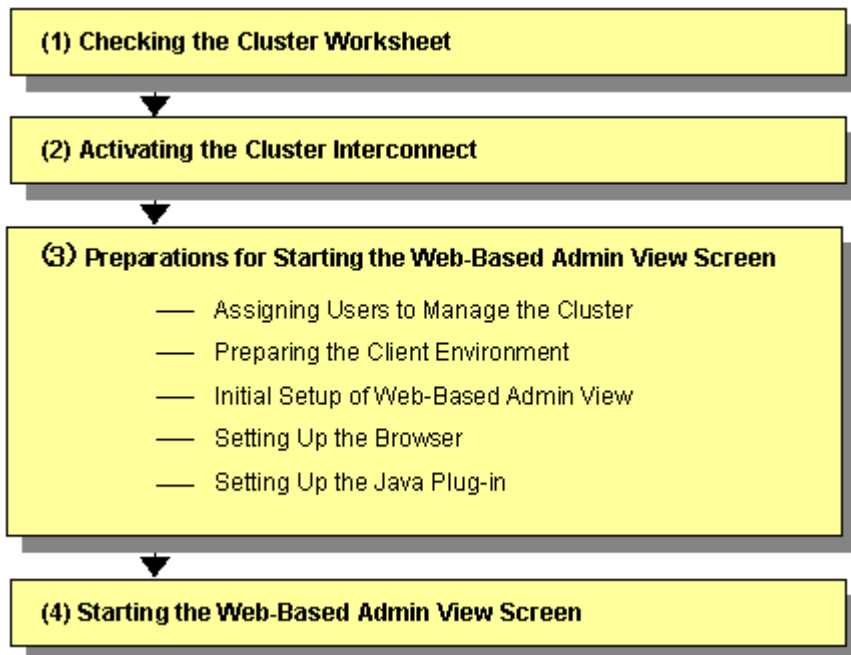 (1) Checking the Cluster Worksheet
(2) Activating the Cluster Interconnect
(3) Preparations for Starting the Web-Based Admin View Screen
Assigning Users to Manage the Cluster
Preparing the Client Environment
Initial Setup of Web-Based Admin View
Setting Up the Browser
Setting Up the Java Plug-in
(4) Starting the Web-Based Admin View Screen